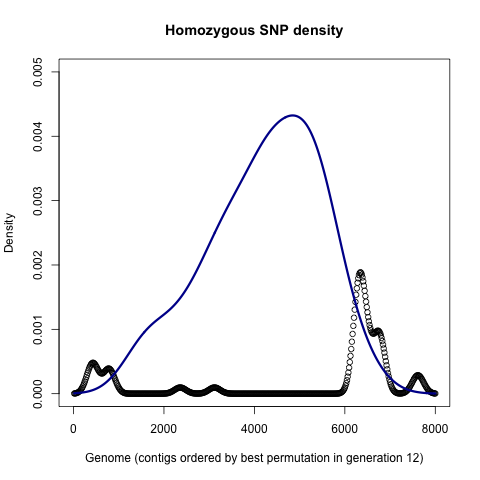 Homozygous SNP density
Density
0.005
0.004
0.003
0.002
0.001
0.000
0 2000 4000 6000 8000
Genome (contigs ordered by best permutation in generation 12)